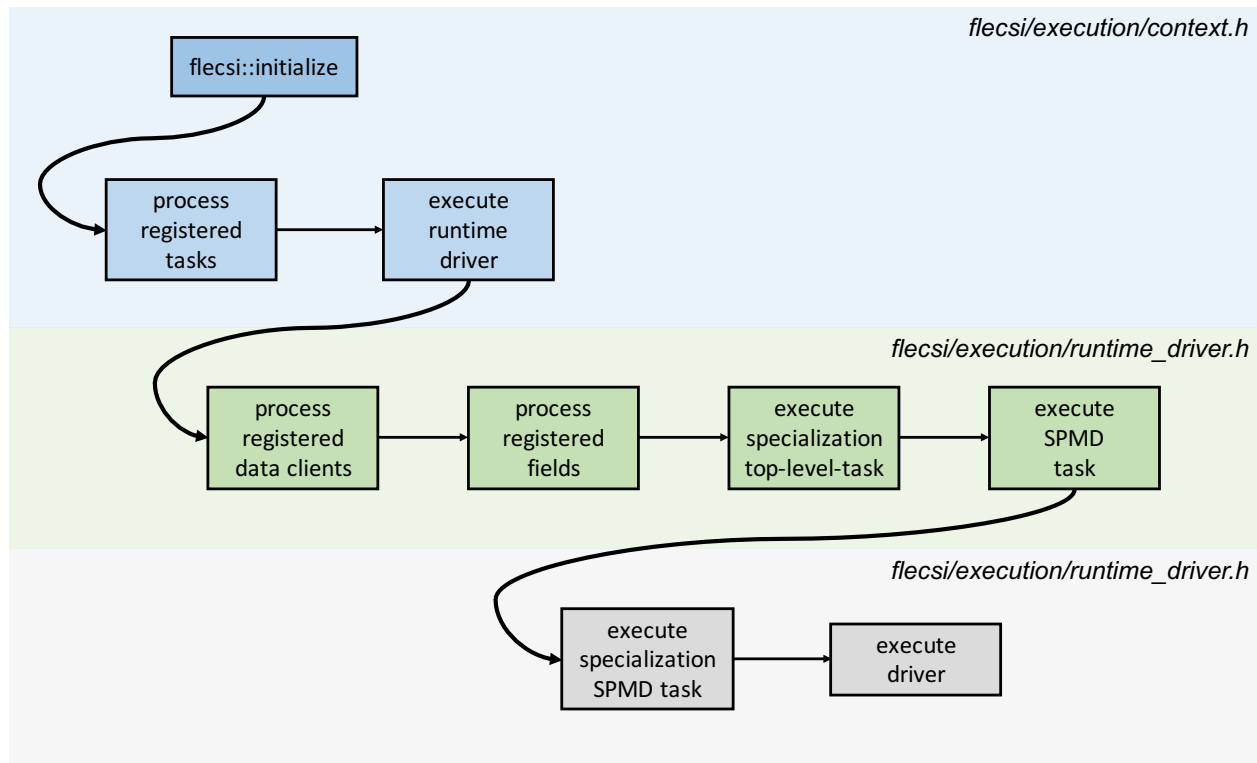 flecsi/execution/context.h
flecsi::initialize
process
registered
tasks
execute
runtime
driver
flecsi/execution/runtime_driver.h
process
registered
data clients
process
registered
fields
execute
specialization
top-level-task
execute
SPMD
task
flecsi/execution/runtime_driver.h
execute
specialization
SPMD task
execute
driver